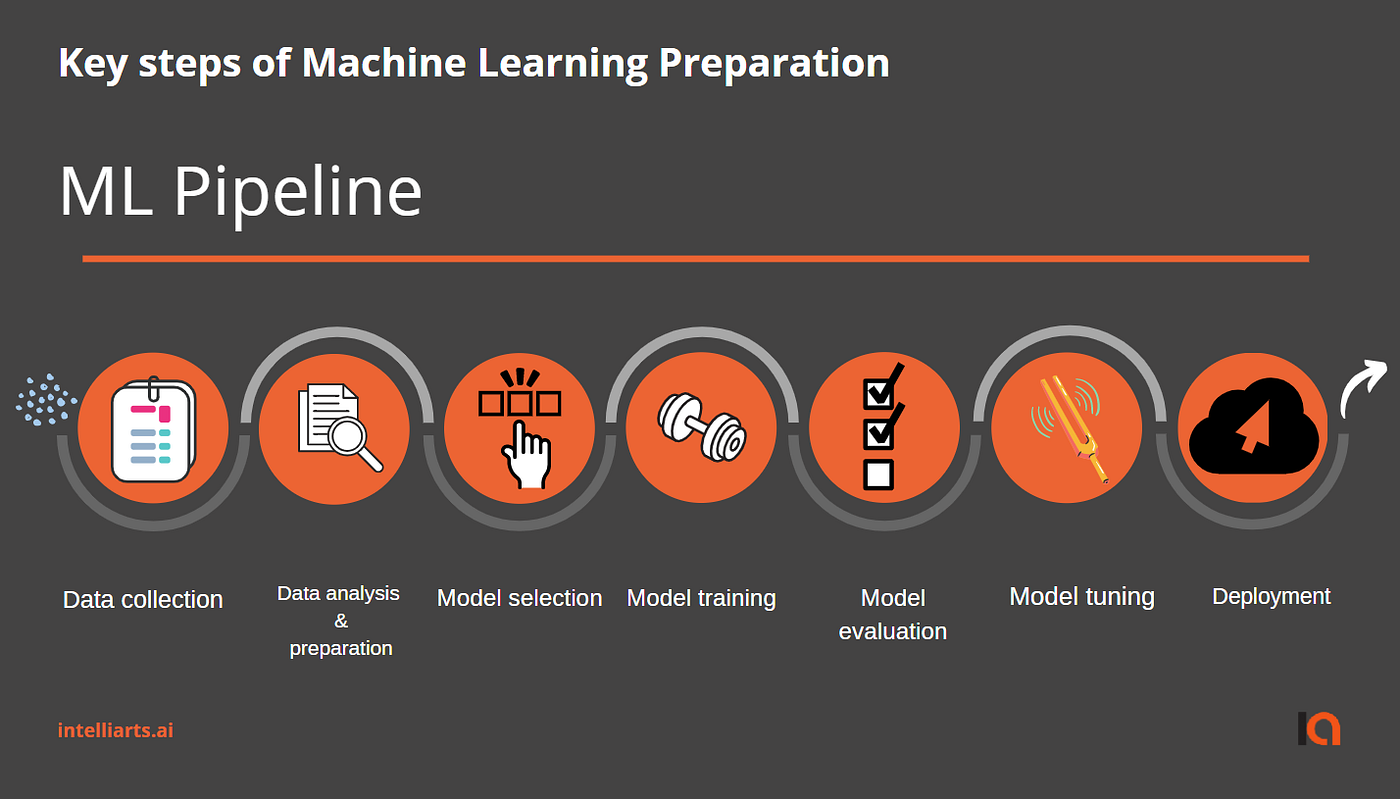 Key steps of Machine Learning Preparation
ML Pipeline
Data collection
Data analysis
&
preparation
Model selection
Model training
Model
evaluation
Model tuning
Deployment
intelliarts.ai
ia